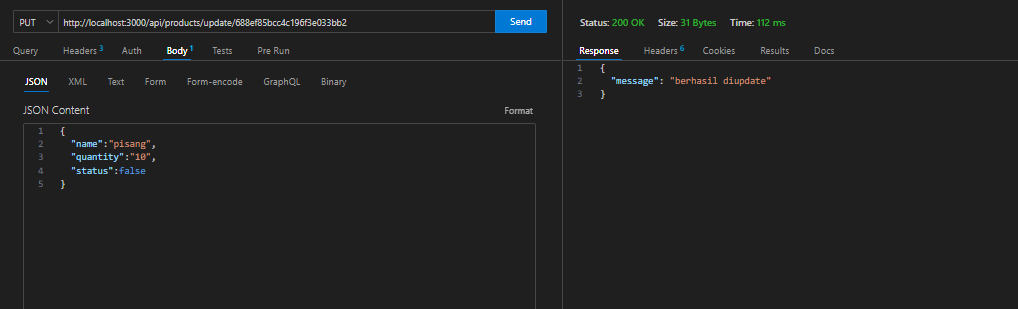 PUT http://localhost:3000/api/products/update/688ef85bcc4c196f3e033bb2 Send
Query Headers 3 Auth Body 1 Tests Pre Run
JSON XML Text Form Form-encode GraphQL Binary
JSON Content Format
1 {
2 "name":"pisang",
3 "quantity":"10",
4 "status":false
5 }
Status: 200 OK Size: 31 Bytes Time: 112 ms
Response Headers 6 Cookies Results Docs
1 {
2 "message": "berhasil diupdate"
3 }